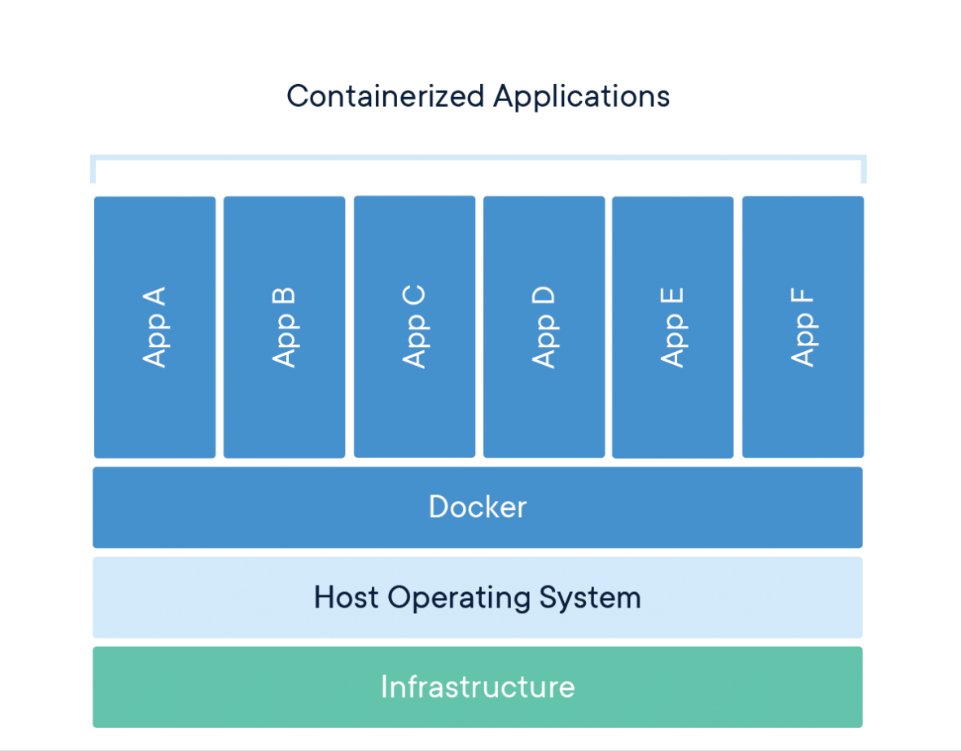 Containerized Applications
App A
App B
App C
App D
App E
App F
Docker
Host Operating System
Infrastructure